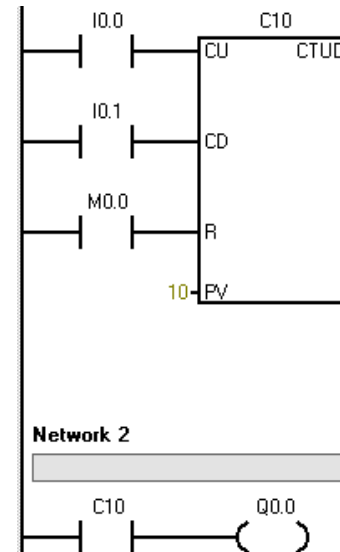 I0.0 C10
CU CTUD
I0.1
CD
M0.0
R
10 PV
Network 2
C10 Q0.0